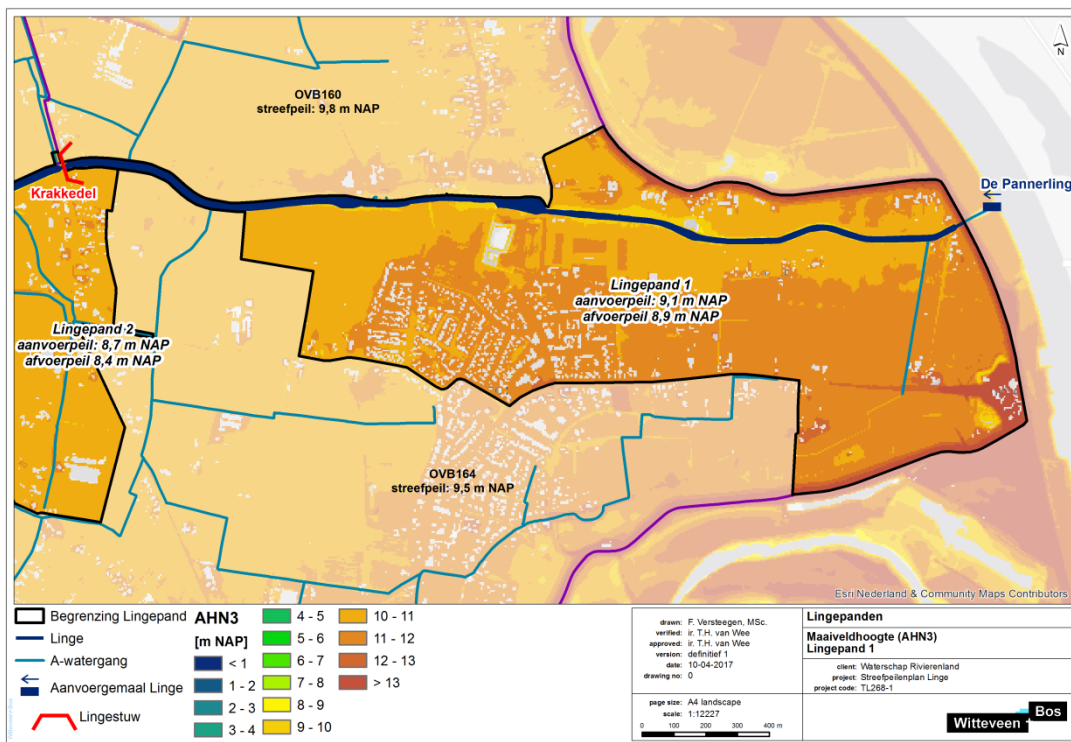 OVB160
streefpeil: 9,8 m NAP
N
Krakkedel
De Pannerling
Lingepand 1
aanvoerpeil: 9,1 m NAP
afvoerpeil 8,9 m NAP
Lingepand 2
aanvoerpeil: 8,7 m NAP
afvoerpeil 8,4 m NAP
OVB164
streefpeil: 9,5 m NAP
Esri Nederland & Community Maps Contributors
Begrenzing Lingepand
Linge
A-watergang
Aanvoergemaal Linge
Lingestuw
AHN3
[m NAP]
< 1
1 - 2
2 - 3
3 - 4
4 - 5
5 - 6
6 - 7
7 - 8
8 - 9
9 - 10
10 - 11
11 - 12
12 - 13
> 13
drawn: F. Versteegen, MSc.
verified: ir. T.H. van Wee
approved: ir. T.H. van Wee
version: definitief 1
date: 10-04-2017
drawing no: 0
page size: A4 landscape
scale: 1:12227
0 100 200 300 400 m
Lingepanden
Maaiveldhoogte (AHN3)
Lingepand 1
client: Waterschap Rivierenland
project: Streefpeilenplan Linge
project code: TL268-1
Witteveen + Bos